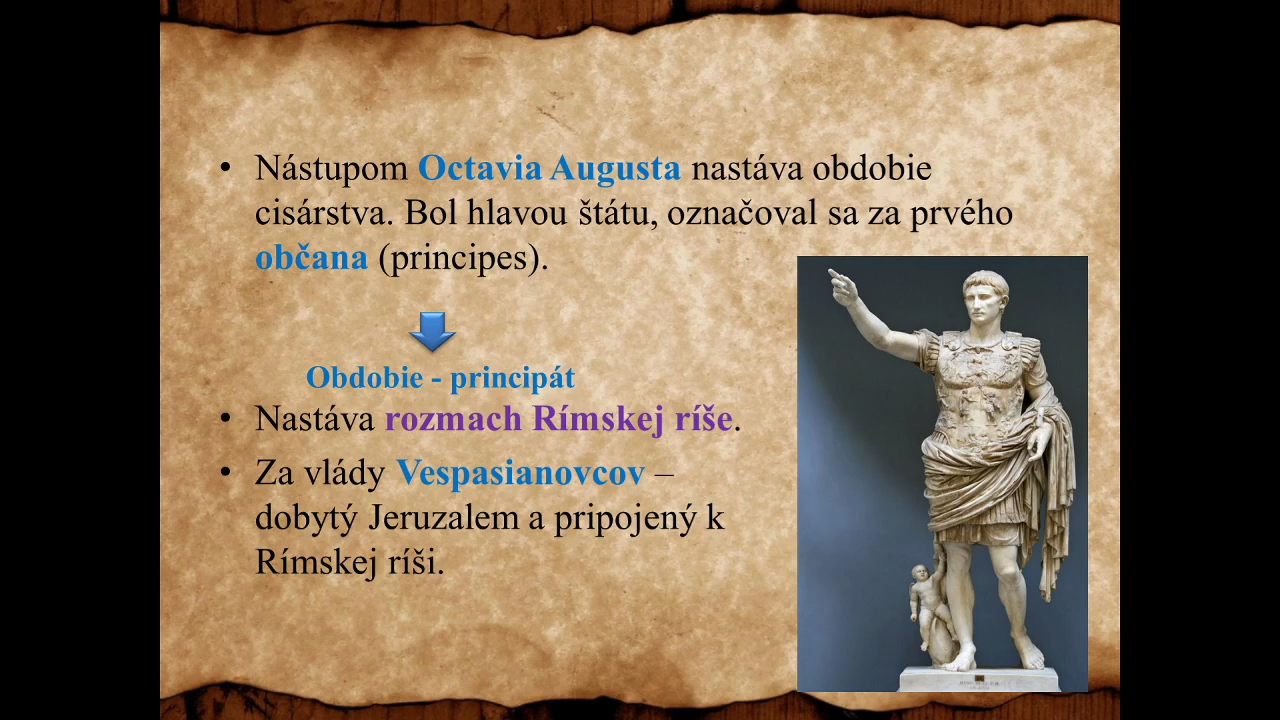 • Nástupom Octavia Augusta nastáva obdobie
cisárstva. Bol hlavou štátu, označoval sa za prvého
občana (principes).
Obdobie - principát
• Nastáva rozmach Rímskej ríše.
• Za vlády Vespasianovcov –
dobytý Jeruzalem a pripojený k
Rímskej ríši.